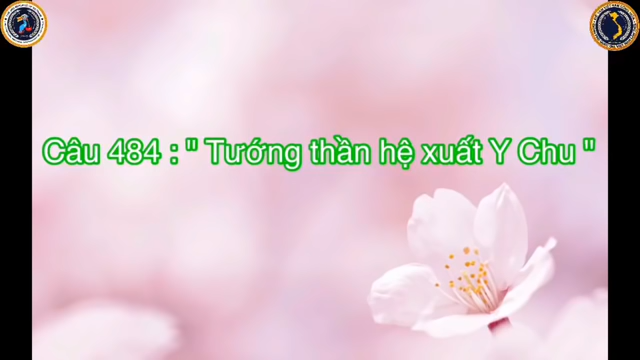 Câu 484 : " Tướng thần hệ xuất Y Chu "